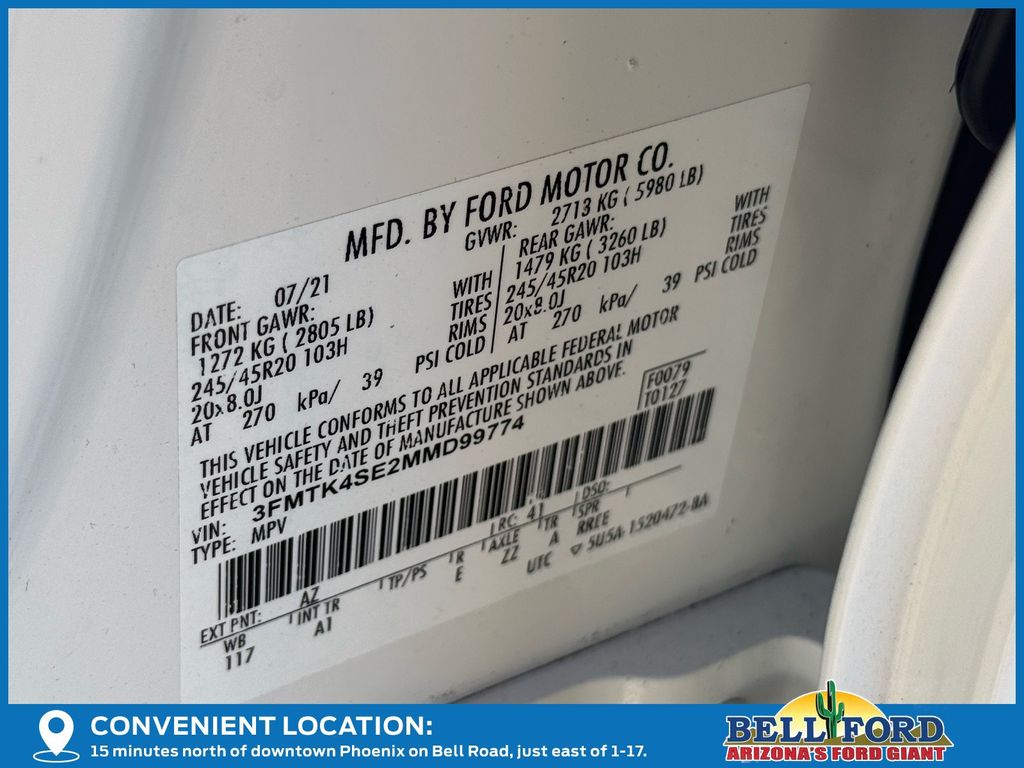 MFD. BY FORD MOTOR CO.
DATE: 07/21
GVWR: 2713 KG ( 5980 LB)
FRONT GAWR:
1272 KG ( 2805 LB) WITH
245/45R20 103H TIRES
20x8.0J RIMS
AT 270 kPa/ 39 PSI COLD
REAR GAWR:
1479 KG ( 3260 LB) WITH
245/45R20 103H TIRES
20x8.0J RIMS
AT 270 kPa/ 39 PSI COLD
THIS VEHICLE CONFORMS TO ALL APPLICABLE FEDERAL MOTOR
VEHICLE SAFETY AND THEFT PREVENTION STANDARDS IN
EFFECT ON THE DATE OF MANUFACTURE SHOWN ABOVE.
F0079
T0127
VIN: 3FMTK4SE2MMD99774
TYPE: MPV
EXT PNT: AZ RC: 41 DSO:
WB INT TR TP/PS R AXLE TR SPR
117 A1 E ZZ A RREE
UTC ▽ 5U5A-1520472-BA
CONVENIENT LOCATION:
15 minutes north of downtown Phoenix on Bell Road, just east of 1-17.
BELL FORD
ARIZONA'S FORD GIANT